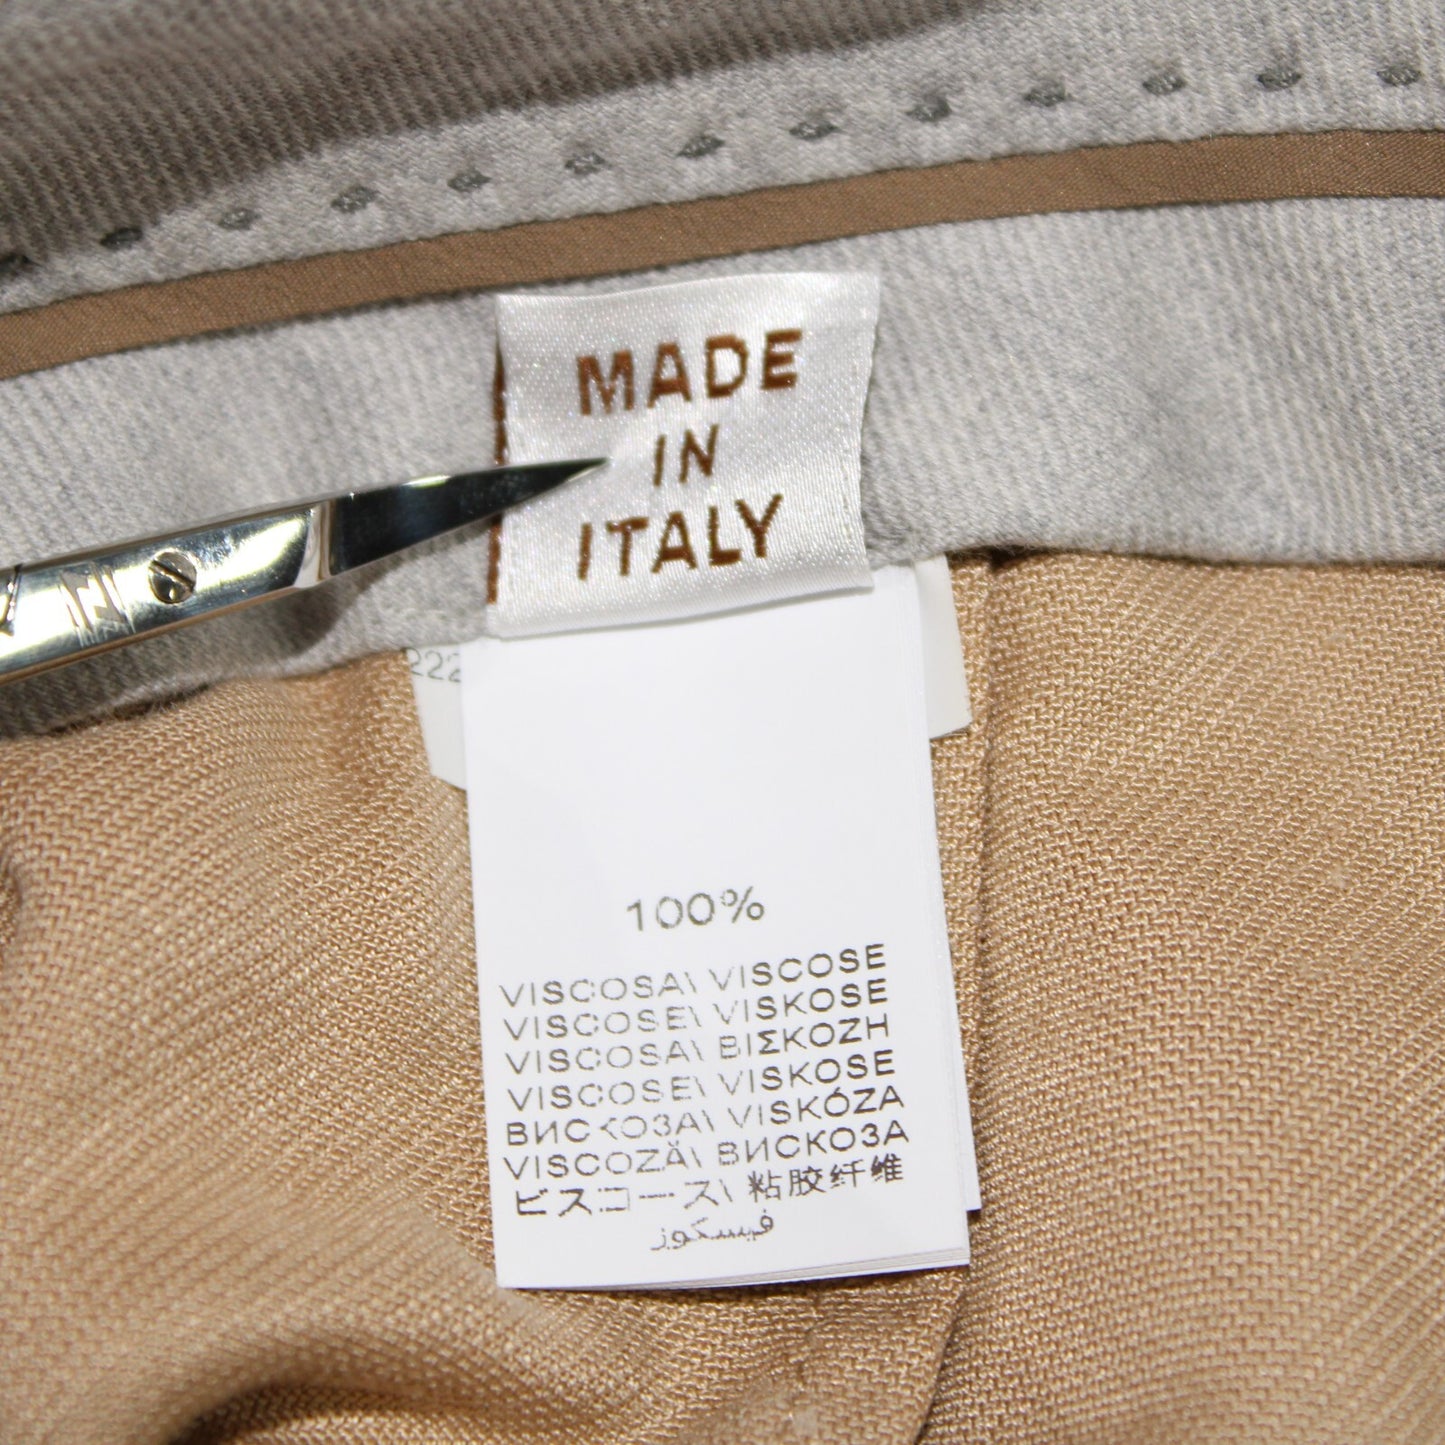 MADE
IN
ITALY
222
100%
VISCOSA\ VISCOSE
VISCOSE\ VISKOSE
VISCOSA\ ΒΙΣΚΟΖΗ
VISCOSE\ VISKOSE
ВИСКОЗА\ VISKÓZA
VISCOZĂ\ ВИСКОЗА
ビスコース\ 粘胶纤维
فيسكوز